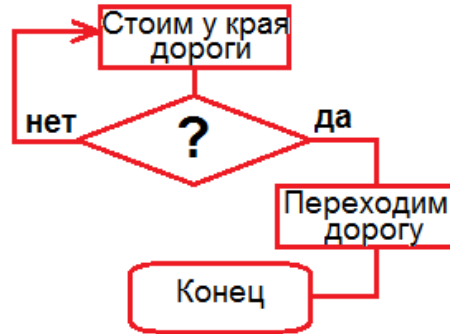 Стоим у края
дороги
нет
?
да
Переходим
дорогу
Конец